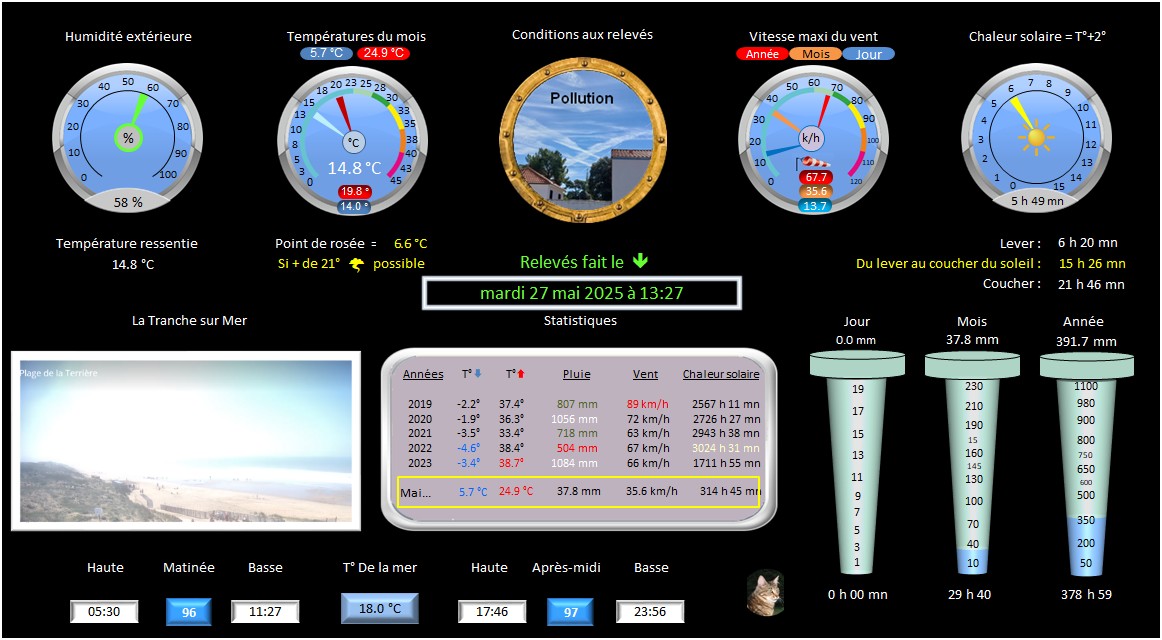 Humidité extérieure
Températures du mois
Conditions aux relevés
Vitesse maxi du vent
Chaleur solaire = T°+2°
5.7 °C 24.9 °C
Année Mois Jour
0 10 20 30 40 50 60 70 80 90 100
%
58 %
0 3 5 8 10 13 15 18 20 23 25 28 30 33 35 38 40 43 45
°C
14.8 °C
19.8 °
14.0 °
Pollution
0 10 20 30 40 50 60 70 80 90 100 110 120
k/h
67.7
35.6
13.7
0 1 2 3 4 5 6 7 8 9 10 11 12 13 14 15
5 h 49 mn
Température ressentie
14.8 °C
Point de rosée = 6.6 °C
Si + de 21° possible
Relevés fait le
mardi 27 mai 2025 à 13:27
Lever : 6 h 20 mn
Du lever au coucher du soleil : 15 h 26 mn
Coucher : 21 h 46 mn
La Tranche sur Mer
Plage de la Terrière
Statistiques
Années T° T° Pluie Vent Chaleur solaire
2019 -2.2° 37.4° 807 mm 89 km/h 2567 h 11 mn
2020 -1.9° 36.3° 1056 mm 72 km/h 2726 h 27 mn
2021 -3.5° 33.4° 718 mm 63 km/h 2943 h 38 mn
2022 -4.6° 38.4° 504 mm 67 km/h 3024 h 31 mn
2023 -3.4° 38.7° 1084 mm 66 km/h 1711 h 55 mn
Mai... 5.7 °C 24.9 °C 37.8 mm 35.6 km/h 314 h 45 mn
Jour
0.0 mm
19
17
15
13
11
9
7
5
3
1
0 h 00 mn
Mois
37.8 mm
230
210
190
15
160
145
130
100
70
40
10
29 h 40
Année
391.7 mm
1100
980
900
800
750
650
600
500
350
200
50
378 h 59
Haute Matinée Basse
05:30 96 11:27
T° De la mer
18.0 °C
Haute Après-midi Basse
17:46 97 23:56